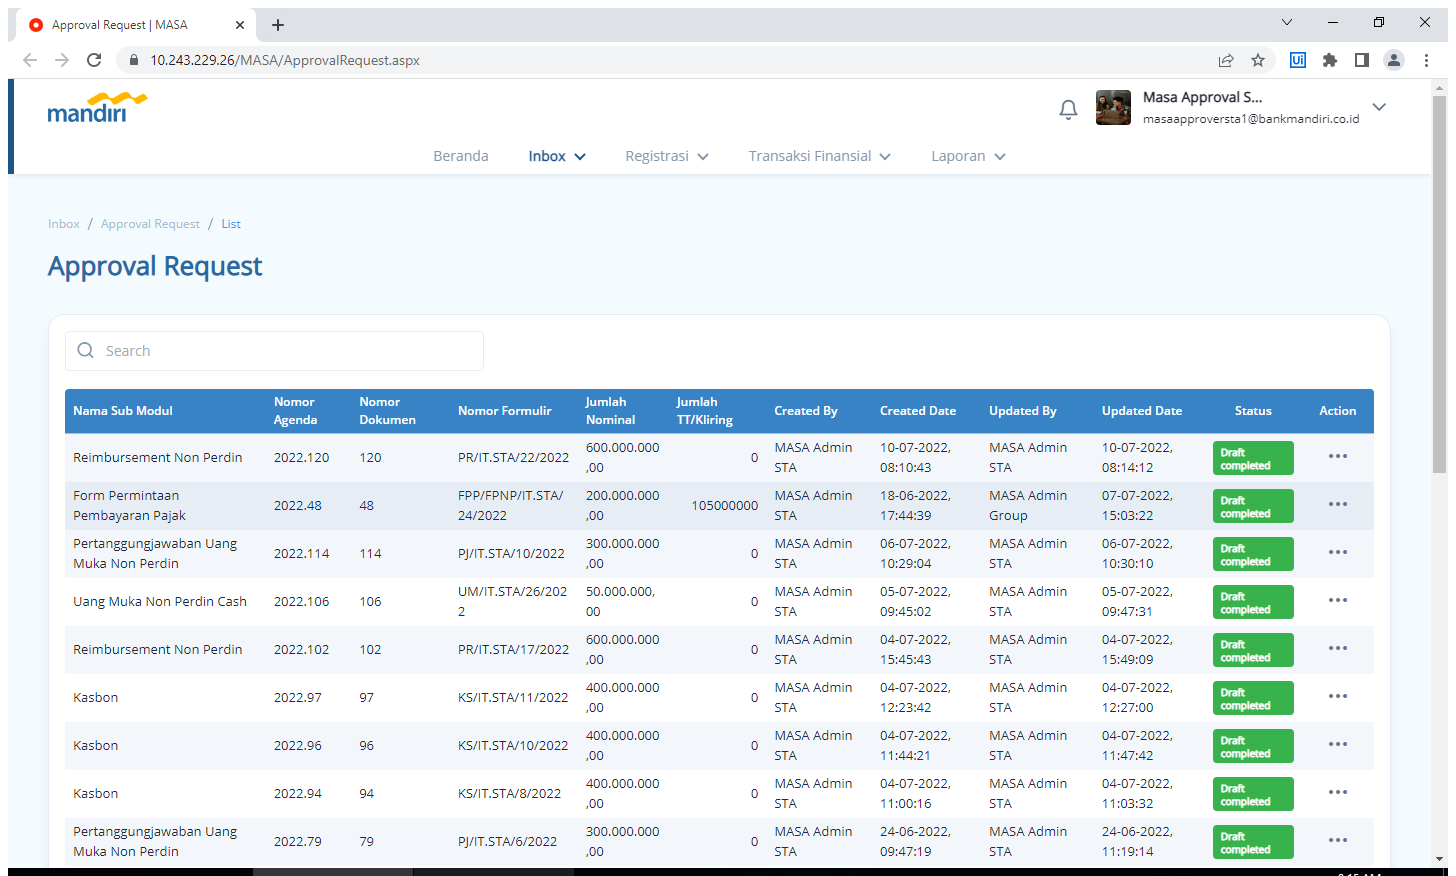 Approval Request | MASA
10.243.229.26/MASA/ApprovalRequest.aspx
Ui
mandiri
Masa Approval S...
masaapproversta1@bankmandiri.co.id
Beranda Inbox Registrasi Transaksi Finansial Laporan
Inbox / Approval Request / List
Approval Request
Search
Nama Sub Modul Nomor Agenda Nomor Dokumen Nomor Formulir Jumlah Nominal Jumlah TT/Kliring Created By Created Date Updated By Updated Date Status Action
Reimbursement Non Perdin 2022.120 120 PR/IT.STA/22/2022 600.000.000,00 0 MASA Admin STA 10-07-2022, 08:10:43 MASA Admin STA 10-07-2022, 08:14:12 Draft completed
Form Permintaan Pembayaran Pajak 2022.48 48 FPP/FPNP/IT.STA/24/2022 200.000.000,00 105000000 MASA Admin STA 18-06-2022, 17:44:39 MASA Admin Group 07-07-2022, 15:03:22 Draft completed
Pertanggungjawaban Uang Muka Non Perdin 2022.114 114 PJ/IT.STA/10/2022 300.000.000,00 0 MASA Admin STA 06-07-2022, 10:29:04 MASA Admin STA 06-07-2022, 10:30:10 Draft completed
Uang Muka Non Perdin Cash 2022.106 106 UM/IT.STA/26/2022 50.000.000,00 0 MASA Admin STA 05-07-2022, 09:45:02 MASA Admin STA 05-07-2022, 09:47:31 Draft completed
Reimbursement Non Perdin 2022.102 102 PR/IT.STA/17/2022 600.000.000,00 0 MASA Admin STA 04-07-2022, 15:45:43 MASA Admin STA 04-07-2022, 15:49:09 Draft completed
Kasbon 2022.97 97 KS/IT.STA/11/2022 400.000.000,00 0 MASA Admin STA 04-07-2022, 12:23:42 MASA Admin STA 04-07-2022, 12:27:00 Draft completed
Kasbon 2022.96 96 KS/IT.STA/10/2022 400.000.000,00 0 MASA Admin STA 04-07-2022, 11:44:21 MASA Admin STA 04-07-2022, 11:47:42 Draft completed
Kasbon 2022.94 94 KS/IT.STA/8/2022 400.000.000,00 0 MASA Admin STA 04-07-2022, 11:00:16 MASA Admin STA 04-07-2022, 11:03:32 Draft completed
Pertanggungjawaban Uang Muka Non Perdin 2022.79 79 PJ/IT.STA/6/2022 300.000.000,00 0 MASA Admin STA 24-06-2022, 09:47:19 MASA Admin STA 24-06-2022, 11:19:14 Draft completed